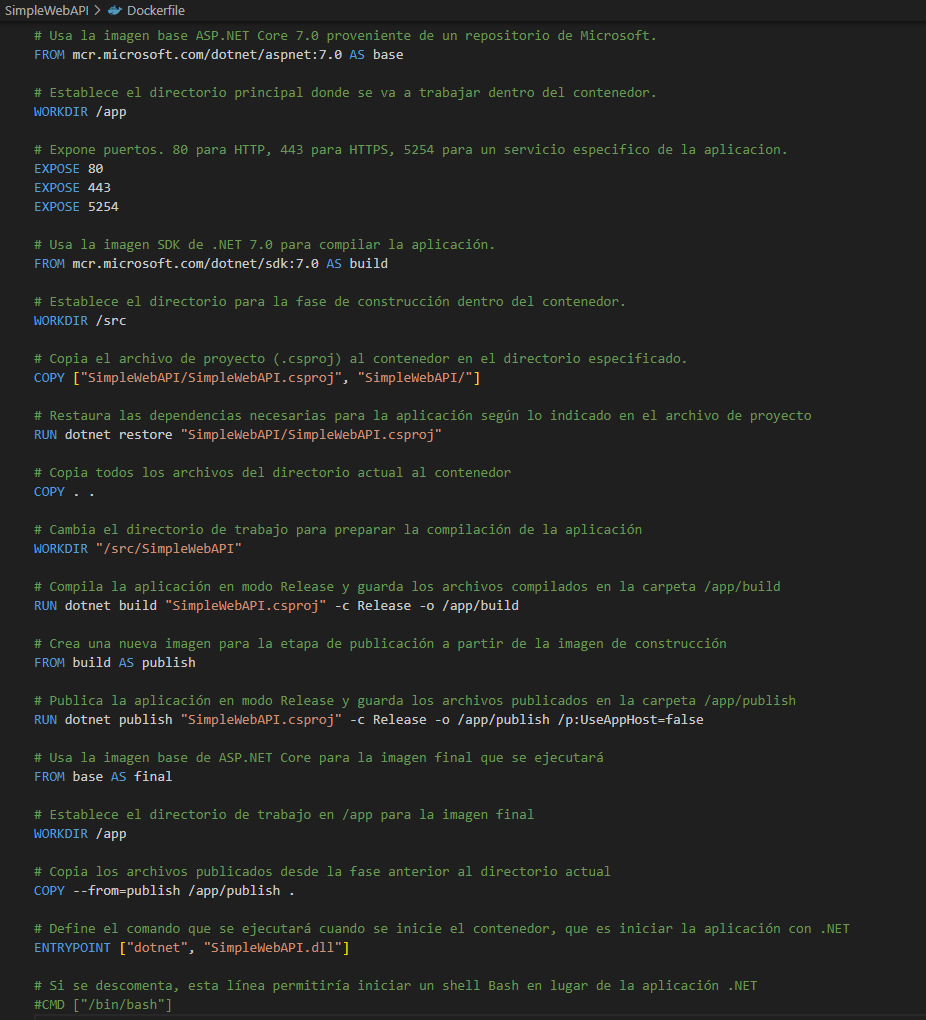 SimpleWebAPI > Dockerfile
# Usa la imagen base ASP.NET Core 7.0 proveniente de un repositorio de Microsoft.
FROM mcr.microsoft.com/dotnet/aspnet:7.0 AS base
# Establece el directorio principal donde se va a trabajar dentro del contenedor.
WORKDIR /app
# Expone puertos. 80 para HTTP, 443 para HTTPS, 5254 para un servicio especifico de la aplicacion.
EXPOSE 80
EXPOSE 443
EXPOSE 5254
# Usa la imagen SDK de .NET 7.0 para compilar la aplicación.
FROM mcr.microsoft.com/dotnet/sdk:7.0 AS build
# Establece el directorio para la fase de construcción dentro del contenedor.
WORKDIR /src
# Copia el archivo de proyecto (.csproj) al contenedor en el directorio especificado.
COPY ["SimpleWebAPI/SimpleWebAPI.csproj", "SimpleWebAPI/"]
# Restaura las dependencias necesarias para la aplicación según lo indicado en el archivo de proyecto
RUN dotnet restore "SimpleWebAPI/SimpleWebAPI.csproj"
# Copia todos los archivos del directorio actual al contenedor
COPY . .
# Cambia el directorio de trabajo para preparar la compilación de la aplicación
WORKDIR "/src/SimpleWebAPI"
# Compila la aplicación en modo Release y guarda los archivos compilados en la carpeta /app/build
RUN dotnet build "SimpleWebAPI.csproj" -c Release -o /app/build
# Crea una nueva imagen para la etapa de publicación a partir de la imagen de construcción
FROM build AS publish
# Publica la aplicación en modo Release y guarda los archivos publicados en la carpeta /app/publish
RUN dotnet publish "SimpleWebAPI.csproj" -c Release -o /app/publish /p:UseAppHost=false
# Usa la imagen base de ASP.NET Core para la imagen final que se ejecutará
FROM base AS final
# Establece el directorio de trabajo en /app para la imagen final
WORKDIR /app
# Copia los archivos publicados desde la fase anterior al directorio actual
COPY --from=publish /app/publish .
# Define el comando que se ejecutará cuando se inicie el contenedor, que es iniciar la aplicación con .NET
ENTRYPOINT ["dotnet", "SimpleWebAPI.dll"]
# Si se descomenta, esta línea permitiría iniciar un shell Bash en lugar de la aplicación .NET
#CMD ["/bin/bash"]